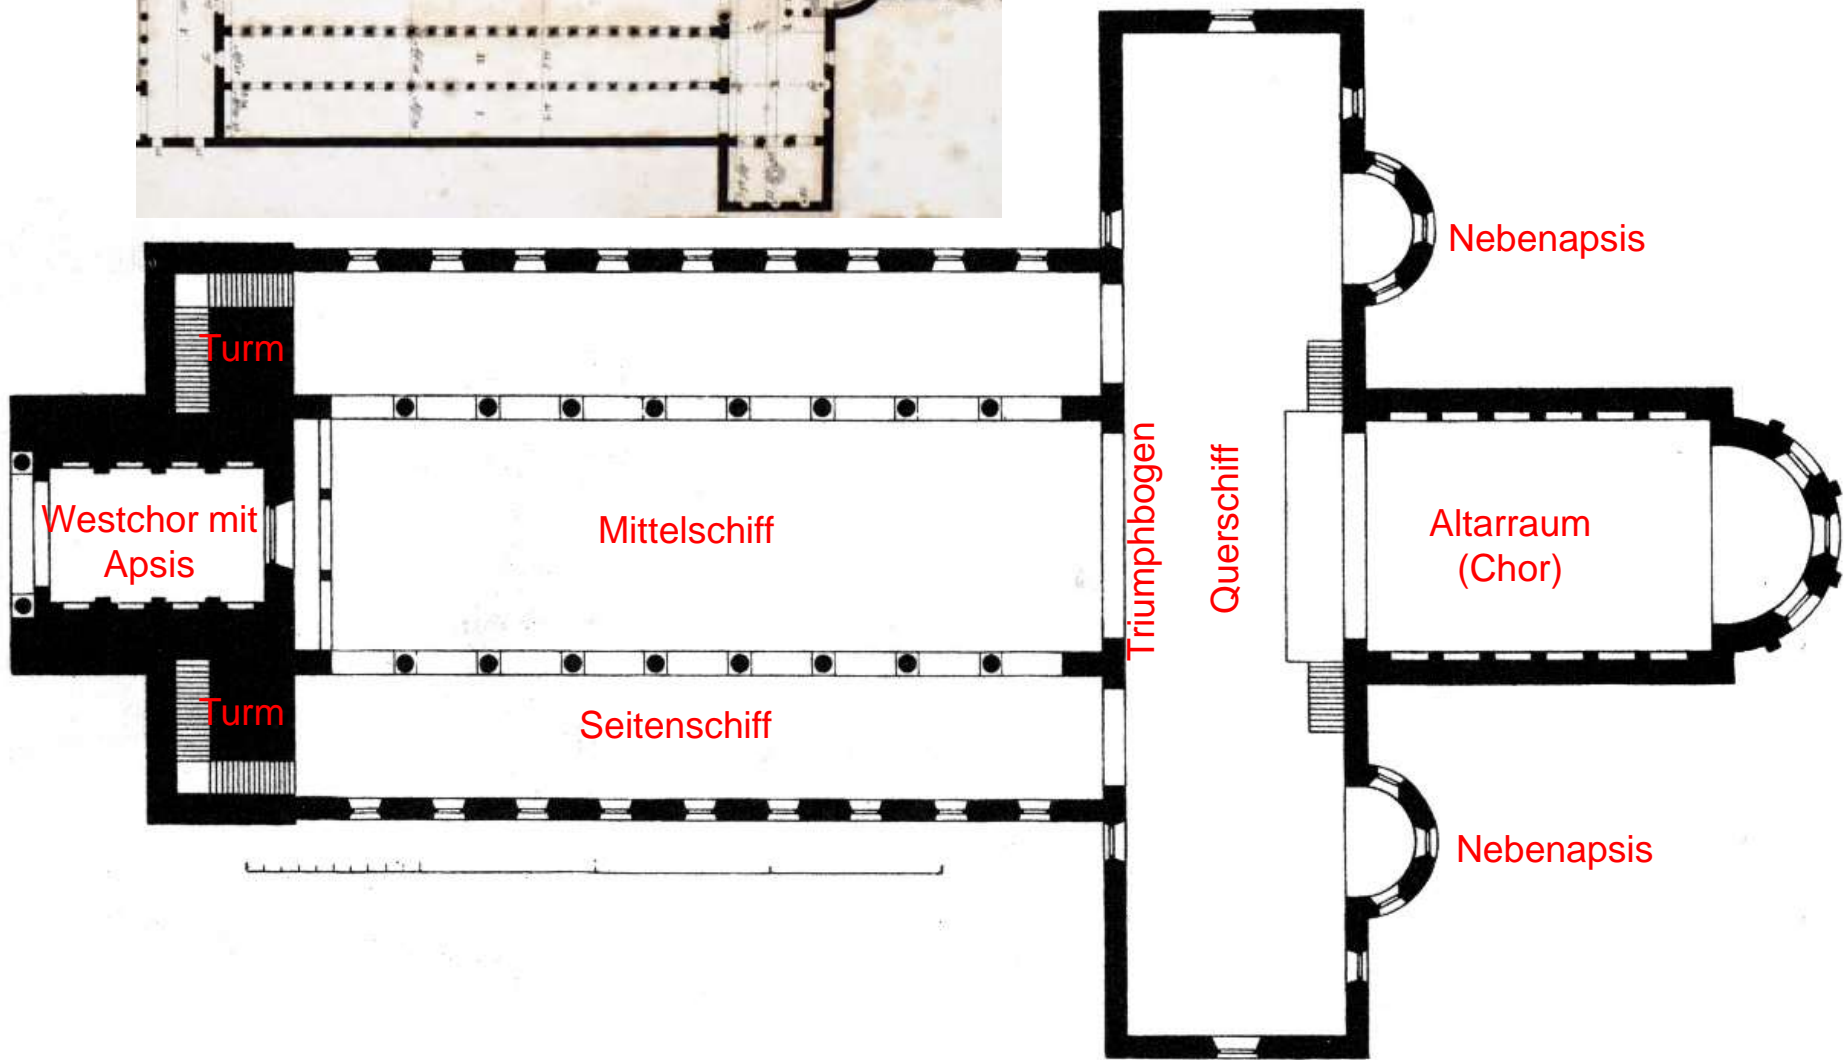 Nebenapsis
Turm
Westchor mit
Apsis
Mittelschiff
Triumphbogen
Querschiff
Altarraum
(Chor)
Turm
Seitenschiff
Nebenapsis